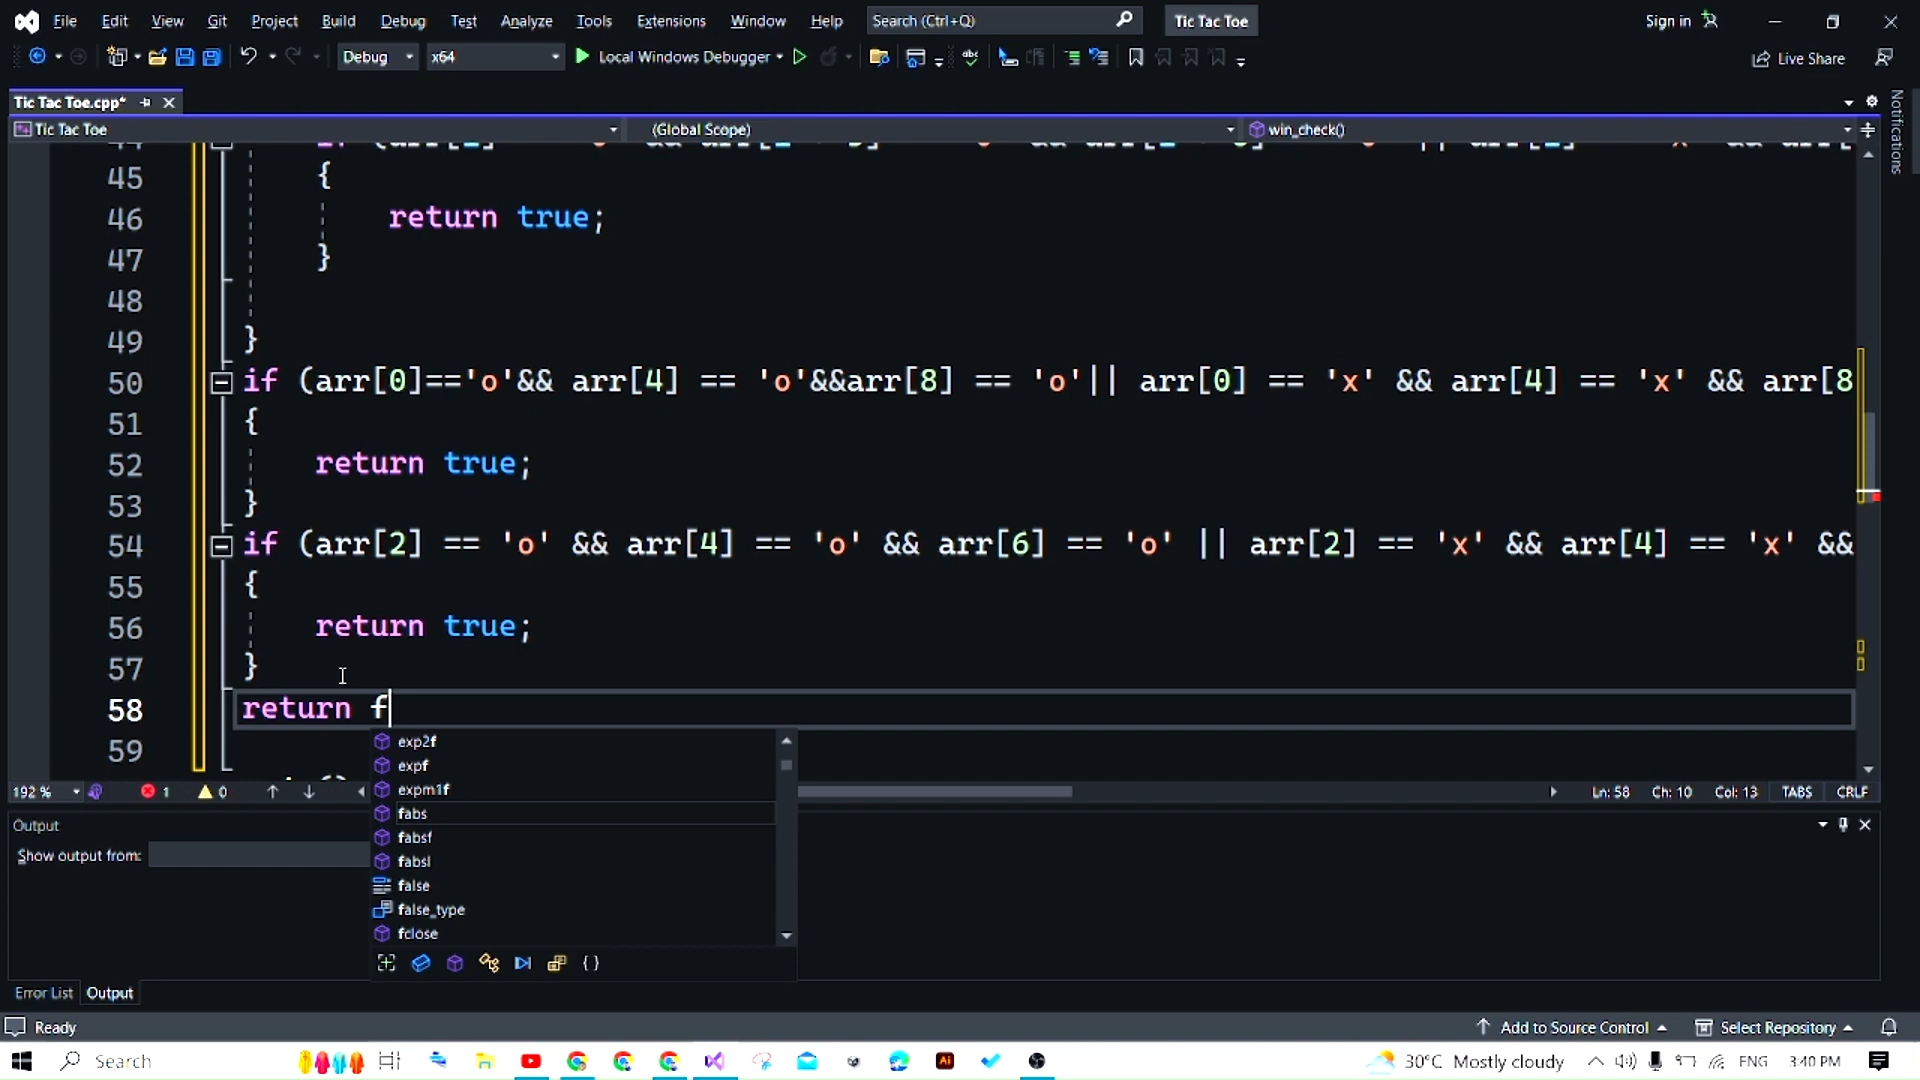 File Edit View Git Project Build Debug Test Analyze Tools Extensions Window Help Search (Ctrl+Q) Tic Tac Toe Sign in
Debug x64 Local Windows Debugger Live Share
Tic Tac Toe.cpp*
Tic Tac Toe (Global Scope) win_check()
Notifications
45 {
46 return true;
47 }
48
49 }
50 if (arr[0]=='o'&& arr[4] == 'o'&&arr[8] == 'o'|| arr[0] == 'x' && arr[4] == 'x' && arr[8
51 {
52 return true;
53 }
54 if (arr[2] == 'o' && arr[4] == 'o' && arr[6] == 'o' || arr[2] == 'x' && arr[4] == 'x' &&
55 {
56 return true;
57 }
58 return f
59
exp2f
expf
expm1f
fabs
fabsf
fabsl
false
false_type
fclose
{ }
192 % 1 0 Ln: 58 Ch: 10 Col: 13 TABS CRLF
Output
Show output from:
Error List Output
Ready Add to Source Control Select Repository
Search Ai 30°C Mostly cloudy ENG 3:40 PM